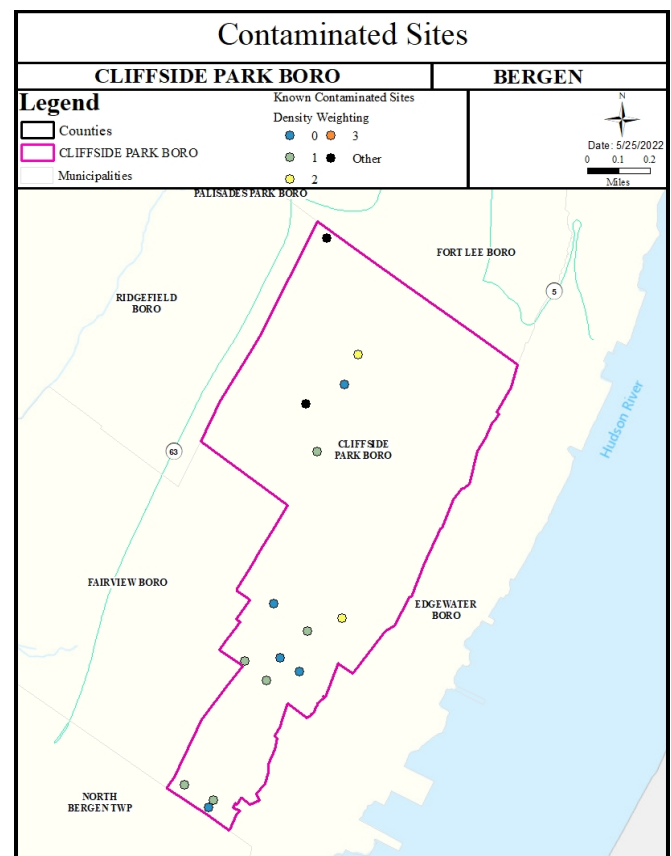 Contaminated Sites
CLIFFSIDE PARK BORO
BERGEN
Legend
Counties
CLIFFSIDE PARK BORO
Municipalities
Known Contaminated Sites
Density Weighting
0
3
1
Other
2
N
Date: 5/25/2022
0 0.1 0.2
Miles
PALISADES PARK BORO
FORT LEE BORO
5
RIDGEFIELD
BORO
Hudson River
63
CLIFFSIDE
PARK BORO
FAIRVIEW BORO
EDGEWATER
BORO
NORTH
BERGEN TWP